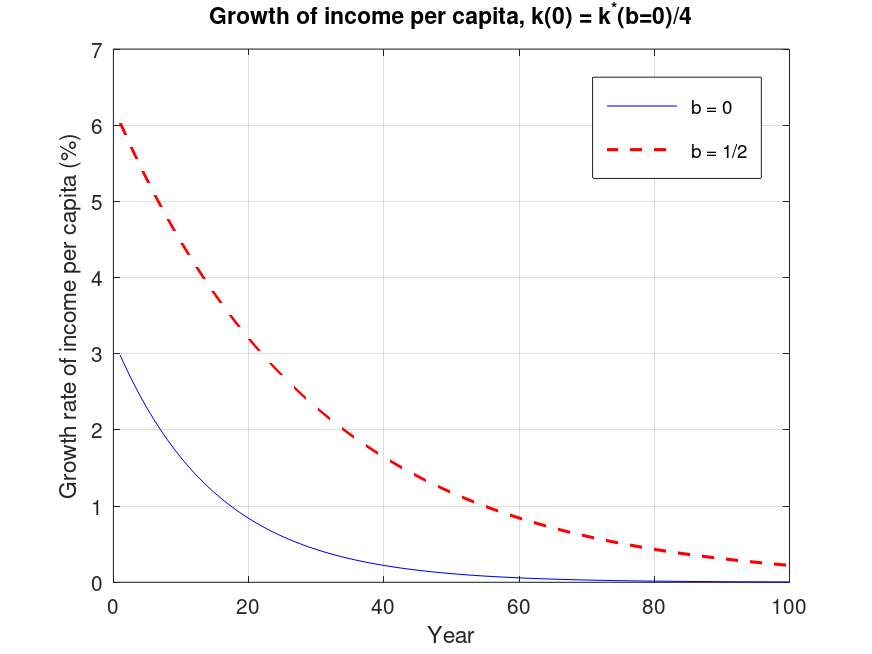 Growth of income per capita, k(0) = k*(b=0)/4
7
6
5
4
3
2
1
0
Growth rate of income per capita (%)
b = 0
b = 1/2
0 20 40 60 80 100
Year